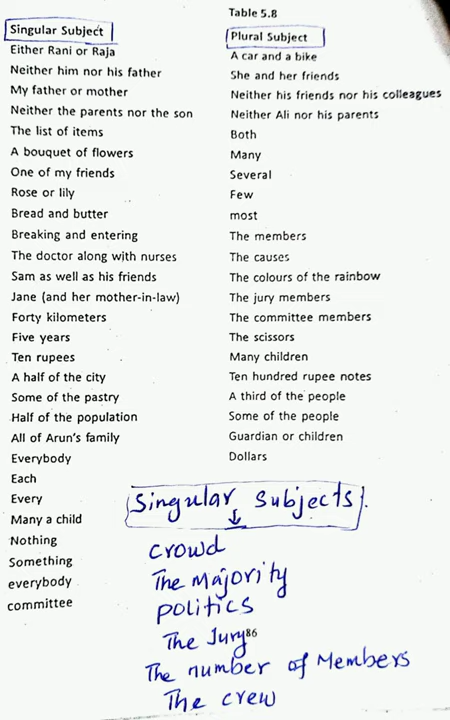 Table 5.8
Singular Subject
Either Rani or Raja
Neither him nor his father
My father or mother
Neither the parents nor the son
The list of items
A bouquet of flowers
One of my friends
Rose or lily
Bread and butter
Breaking and entering
The doctor along with nurses
Sam as well as his friends
Jane (and her mother-in-law)
Forty kilometers
Five years
Ten rupees
A half of the city
Some of the pastry
Half of the population
All of Arun's family
Everybody
Each
Every
Many a child
Nothing
Something
everybody
committee
Plural Subject
A car and a bike
She and her friends
Neither his friends nor his colleagues
Neither Ali nor his parents
Both
Many
Several
Few
most
The members
The causes
The colours of the rainbow
The jury members
The committee members
The scissors
Many children
Ten hundred rupee notes
A third of the people
Some of the people
Guardian or children
Dollars
Singular Subjects.
crowd
The Majority
politics
The Jury
86
The number of Members
The crew